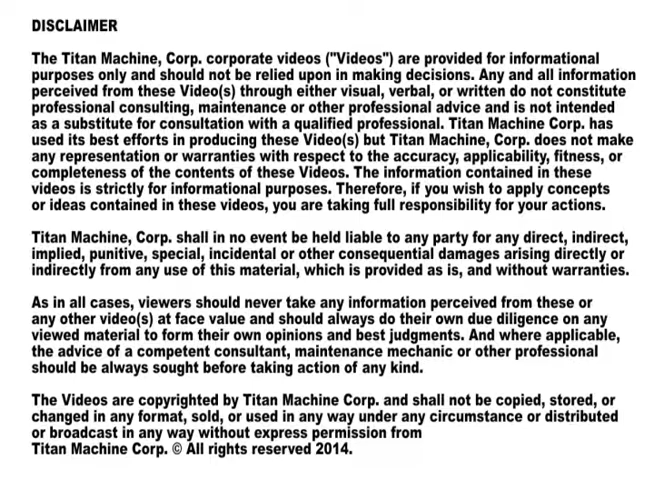 DISCLAIMER
The Titan Machine, Corp. corporate videos ("Videos") are provided for informational
purposes only and should not be relied upon in making decisions. Any and all information
perceived from these Video(s) through either visual, verbal, or written do not constitute
professional consulting, maintenance or other professional advice and is not intended
as a substitute for consultation with a qualified professional. Titan Machine Corp. has
used its best efforts in producing these Video(s) but Titan Machine, Corp. does not make
any representation or warranties with respect to the accuracy, applicability, fitness, or
completeness of the contents of these Videos. The information contained in these
videos is strictly for informational purposes. Therefore, if you wish to apply concepts
or ideas contained in these videos, you are taking full responsibility for your actions.
Titan Machine, Corp. shall in no event be held liable to any party for any direct, indirect,
implied, punitive, special, incidental or other consequential damages arising directly or
indirectly from any use of this material, which is provided as is, and without warranties.
As in all cases, viewers should never take any information perceived from these or
any other video(s) at face value and should always do their own due diligence on any
viewed material to form their own opinions and best judgments. And where applicable,
the advice of a competent consultant, maintenance mechanic or other professional
should be always sought before taking action of any kind.
The Videos are copyrighted by Titan Machine Corp. and shall not be copied, stored, or
changed in any format, sold, or used in any way under any circumstance or distributed
or broadcast in any way without express permission from
Titan Machine Corp. © All rights reserved 2014.